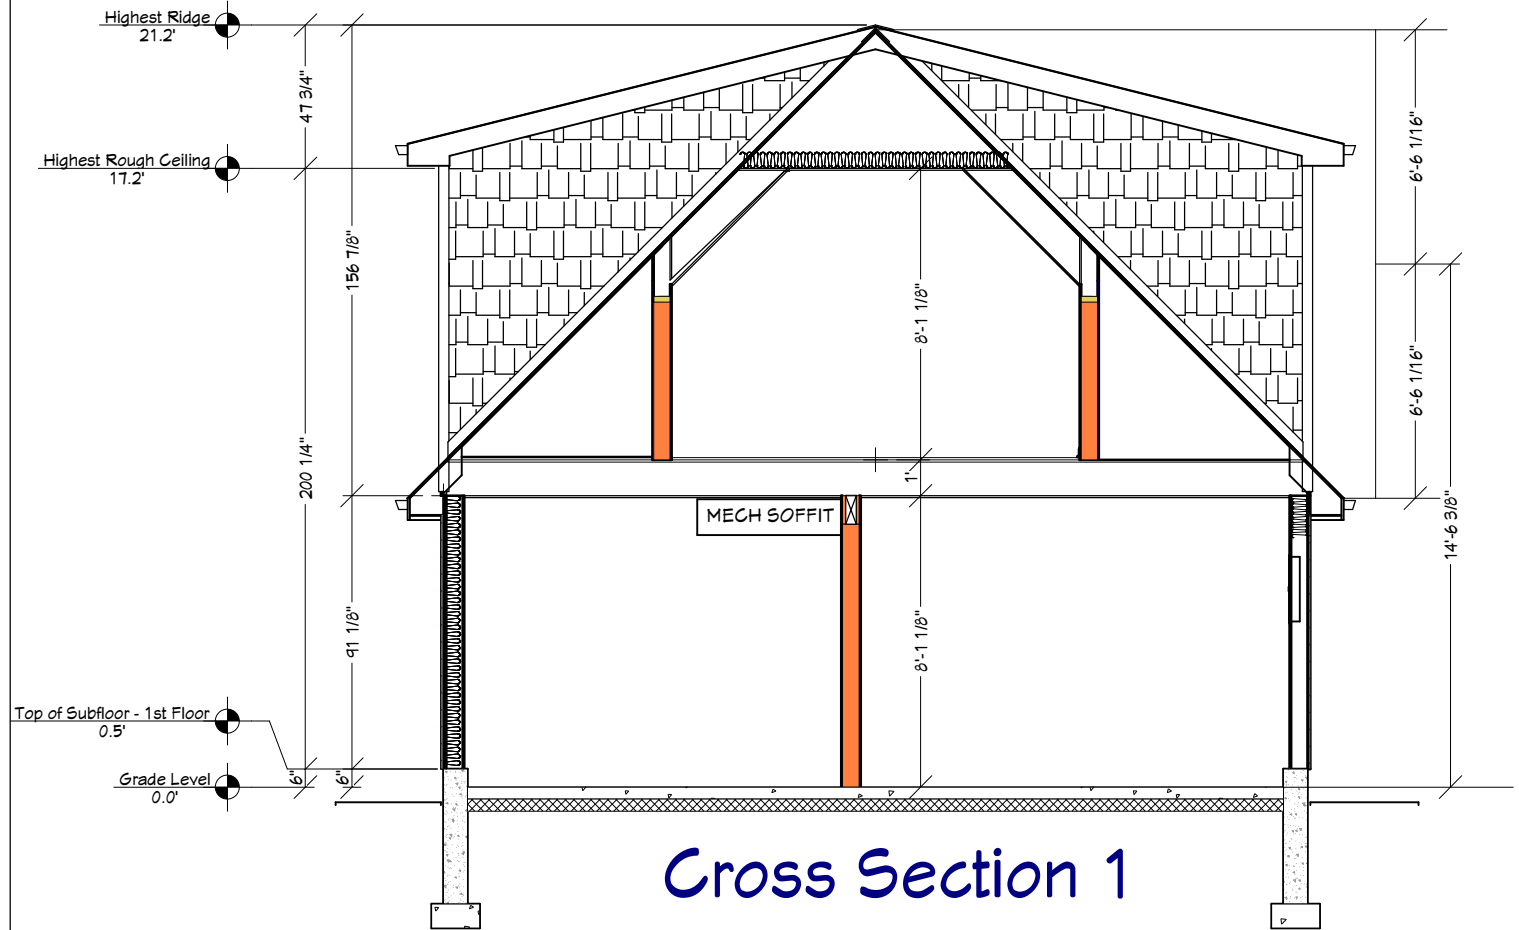 Highest Ridge
21.2'
47 3/4"
6'-6 1/16"
Highest Rough Ceiling
17.2'
156 7/8"
8'-1 1/8"
6'-6 1/16"
200 1/4"
1'
MECH SOFFIT
14'-6 3/8"
91 1/8"
8'-1 1/8"
Top of Subfloor - 1st Floor
0.5'
6"
6"
Grade Level
0.0'
Cross Section 1